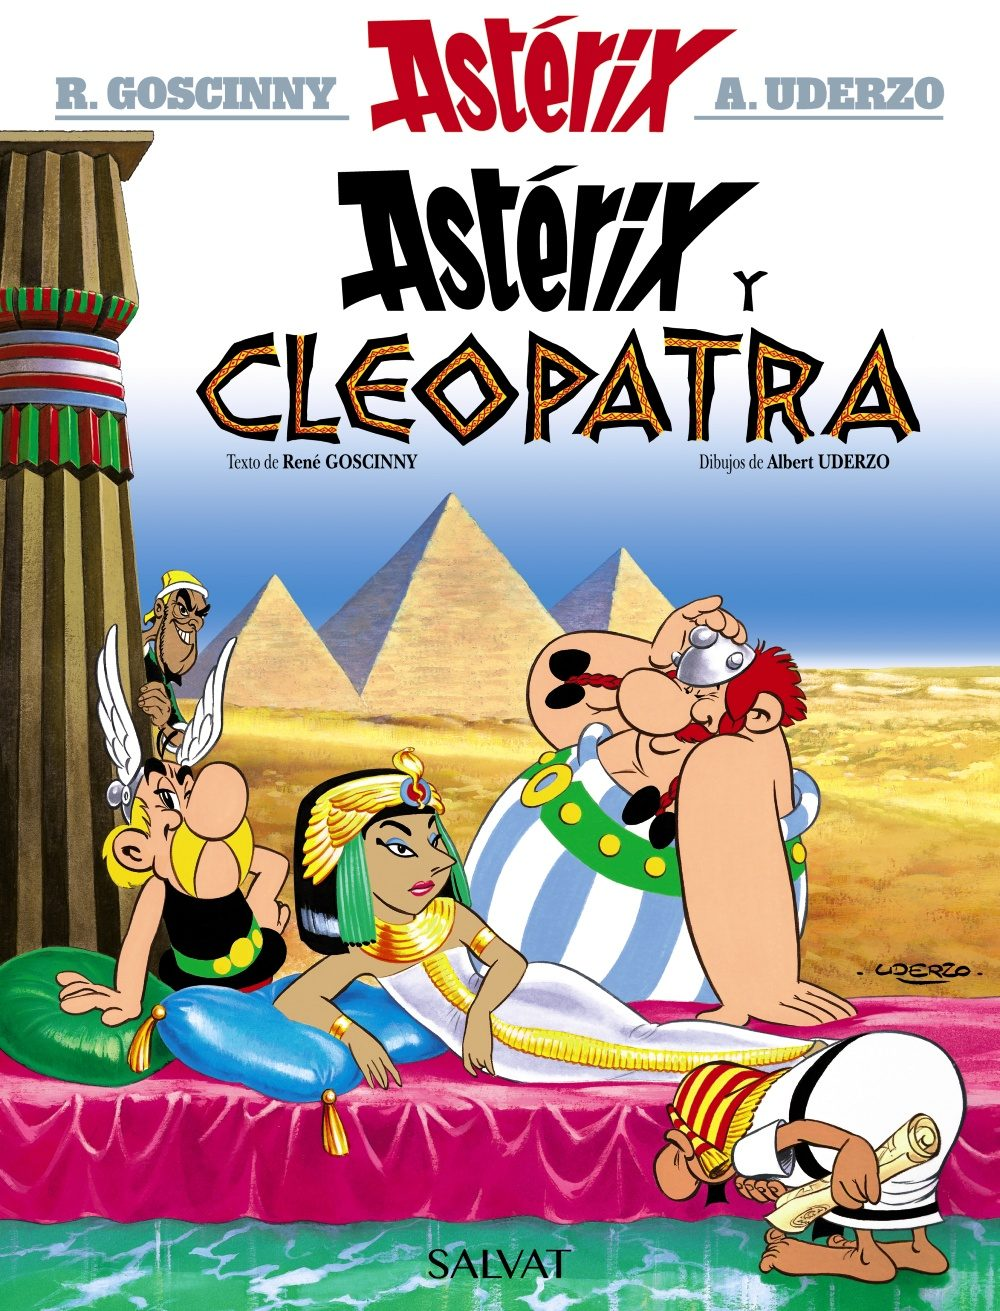 R. GOSCINNY Astérix A. UDERZO
Astérix Y
CLEOPATRA
Texto de René GOSCINNY Dibujos de Albert UDERZO
·UDERZO·
SALVAT